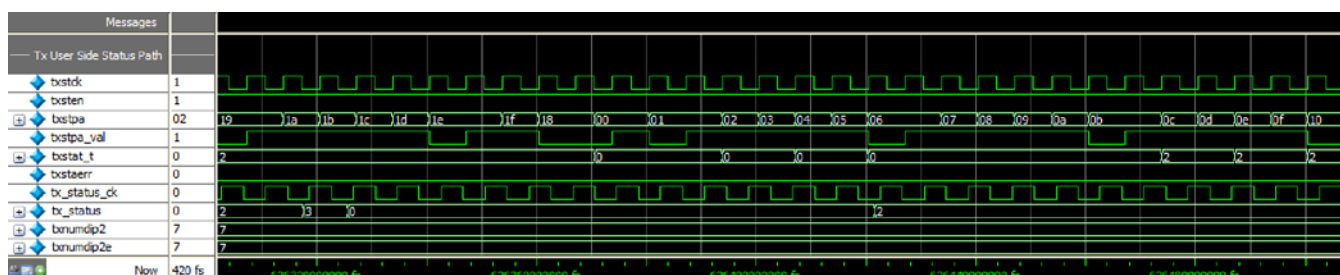 Messages
Tx User Side Status Path
txstck 1
txsten 1
txstpa 02 19 1a 1b 1c 1d 1e 1f 18 00 01 02 03 04 05 06 07 08 09 0a 0b 0c 0d 0e 0f 10
txstpa_val 1
txstat_t 0 2 0 0 0 0 2 2 2
txstaerr 0
tx_status_ck 0
tx_status 0 2 3 0 2
txnumdip2 7 7
txnumdip2e 7 7
Now 420 fs